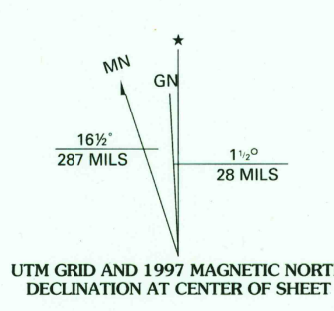 ★
MN
GN
16½°
287 MILS
1½°
28 MILS
UTM GRID AND 1997 MAGNETIC NORT
DECLINATION AT CENTER OF SHEET